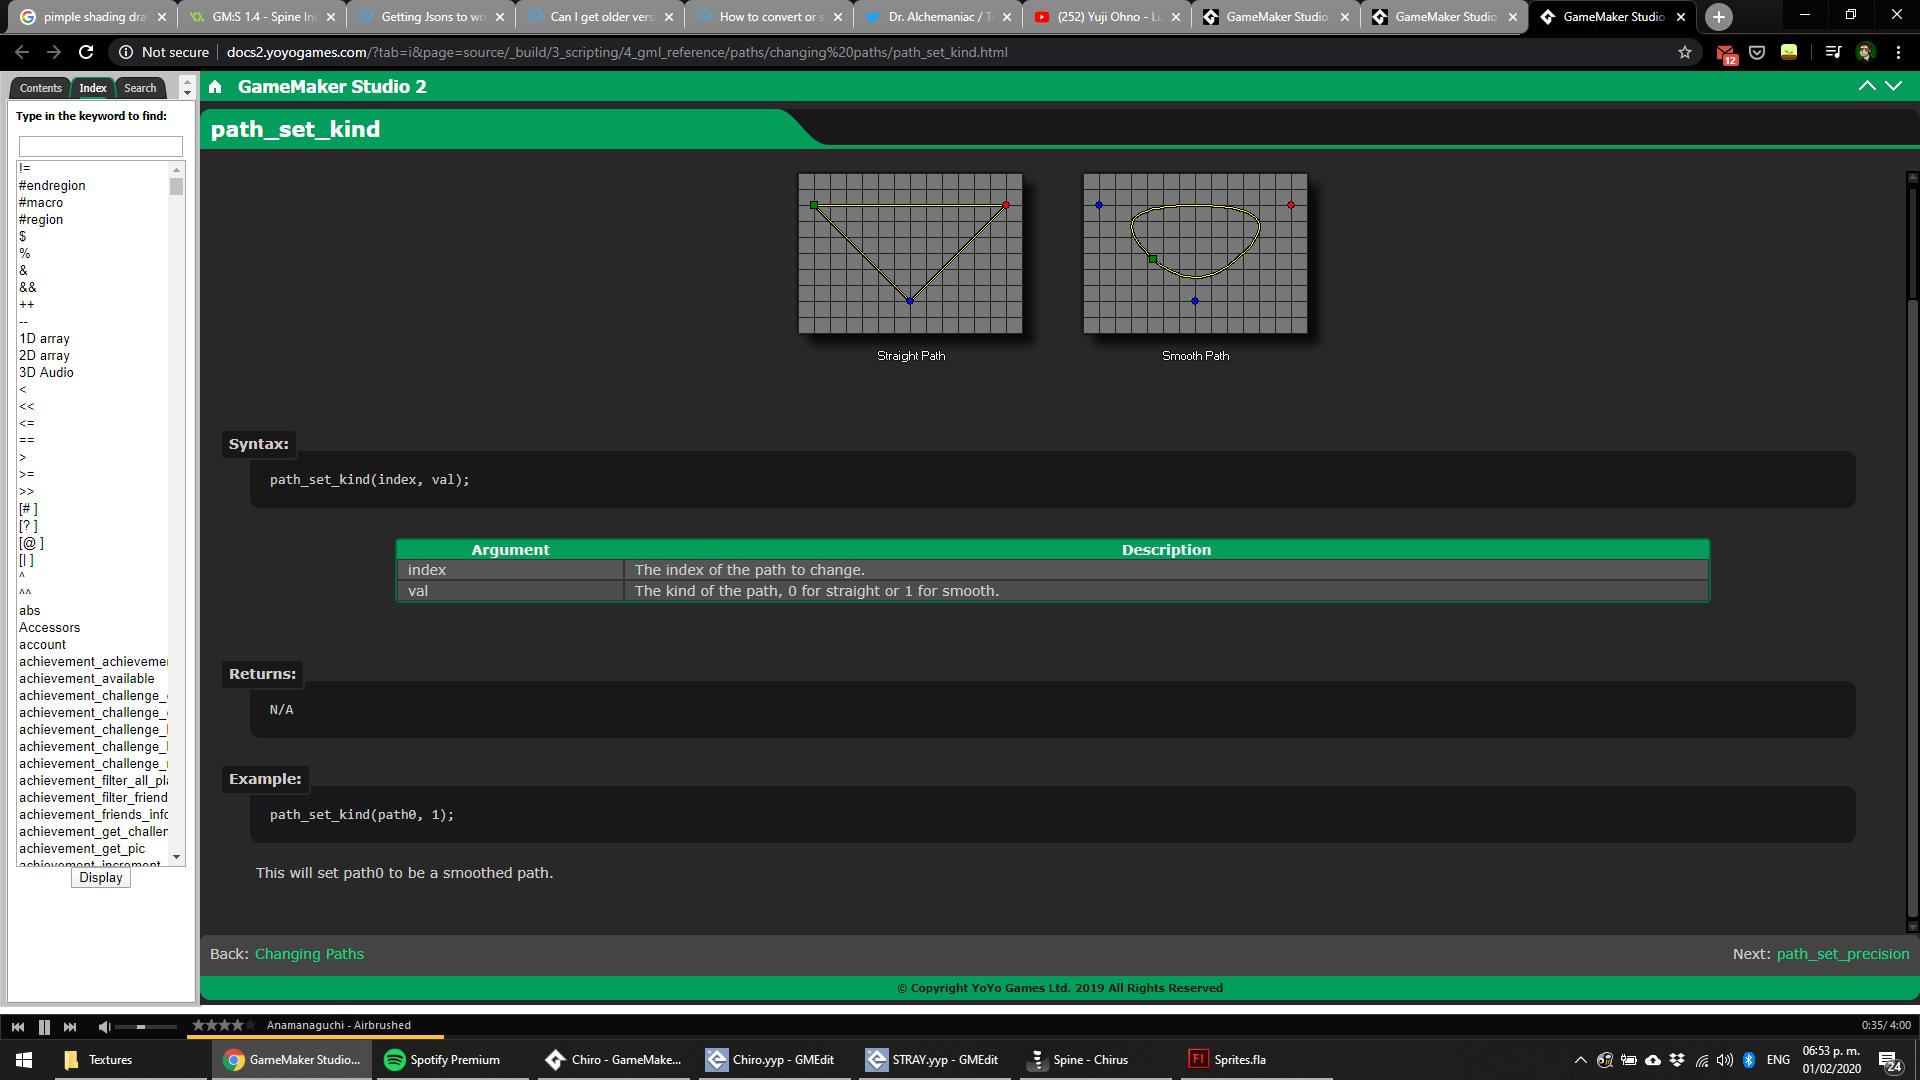 pimple shading dra
GM:S 1.4 - Spine In
Getting Jsons to wo
Can I get older vers
How to convert or s
Dr. Alchemaniac / T
(252) Yuji Ohno - Lu
GameMaker Studio
GameMaker Studio
GameMaker Studio
Not secure
docs2.yoyogames.com/?tab=i&page=source/_build/3_scripting/4_gml_reference/paths/changing%20paths/path_set_kind.html
12
Contents
Index
Search
GameMaker Studio 2
Type in the keyword to find:
!=
#endregion
#macro
#region
$
%
&
&&
++
--
1D array
2D array
3D Audio
<
<<
<=
==
>
>=
>>
[# ]
[? ]
[@ ]
[| ]
^
^^
abs
Accessors
account
achievement_achieveme
achievement_available
achievement_challenge_
achievement_challenge_
achievement_challenge_l
achievement_challenge_l
achievement_challenge_r
achievement_filter_all_pla
achievement_filter_friend
achievement_friends_info
achievement_get_challen
achievement_get_pic
achievement_increment
Display
path_set_kind
Straight Path
Smooth Path
Syntax:
path_set_kind(index, val);
Argument Description
index The index of the path to change.
val The kind of the path, 0 for straight or 1 for smooth.
Returns:
N/A
Example:
path_set_kind(path0, 1);
This will set path0 to be a smoothed path.
Back: Changing Paths
Next: path_set_precision
© Copyright YoYo Games Ltd. 2019 All Rights Reserved
Anamanaguchi - Airbrushed
0:35/ 4:00
Textures
GameMaker Studio...
Spotify Premium
Chiro - GameMake...
Chiro.yyp - GMEdit
STRAY.yyp - GMEdit
Spine - Chirus
Fl
Sprites.fla
ENG
06:53 p. m.
01/02/2020
24